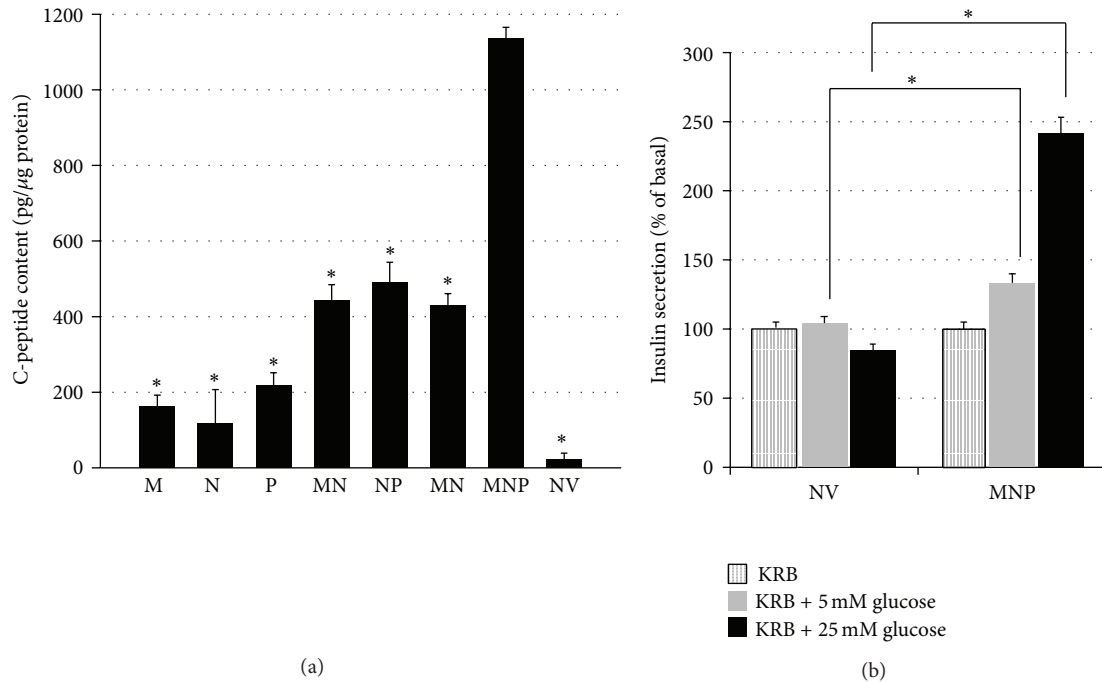 1200
1000
800
600
400
200
0
C-peptide content (pg/μg protein)
* * * * * * *
M N P MN NP MN MNP NV
(a)
*
*
300
250
200
150
100
50
0
Insulin secretion (% of basal)
NV MNP
KRB
KRB + 5 mM glucose
KRB + 25 mM glucose
(b)